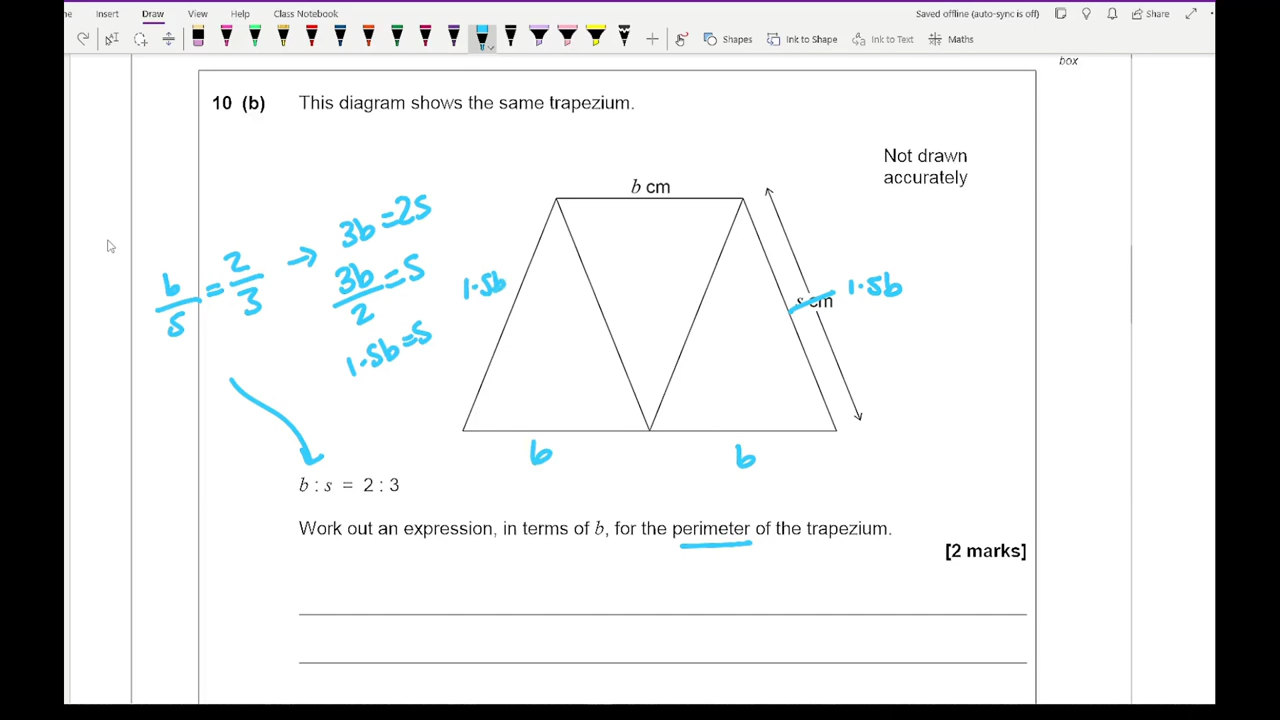 Insert Draw View Help Class Notebook Saved offline (auto-sync is off) Share
Shapes Ink to Shape Ink to Text Maths
box
10 (b) This diagram shows the same trapezium.
Not drawn
accurately
b cm
3b=2s
b/s = 2/3 →
3b/2 = s
1.5b=s
1.5b
s cm
1.5b
b b
b : s = 2 : 3
Work out an expression, in terms of b, for the perimeter of the trapezium.
[2 marks]